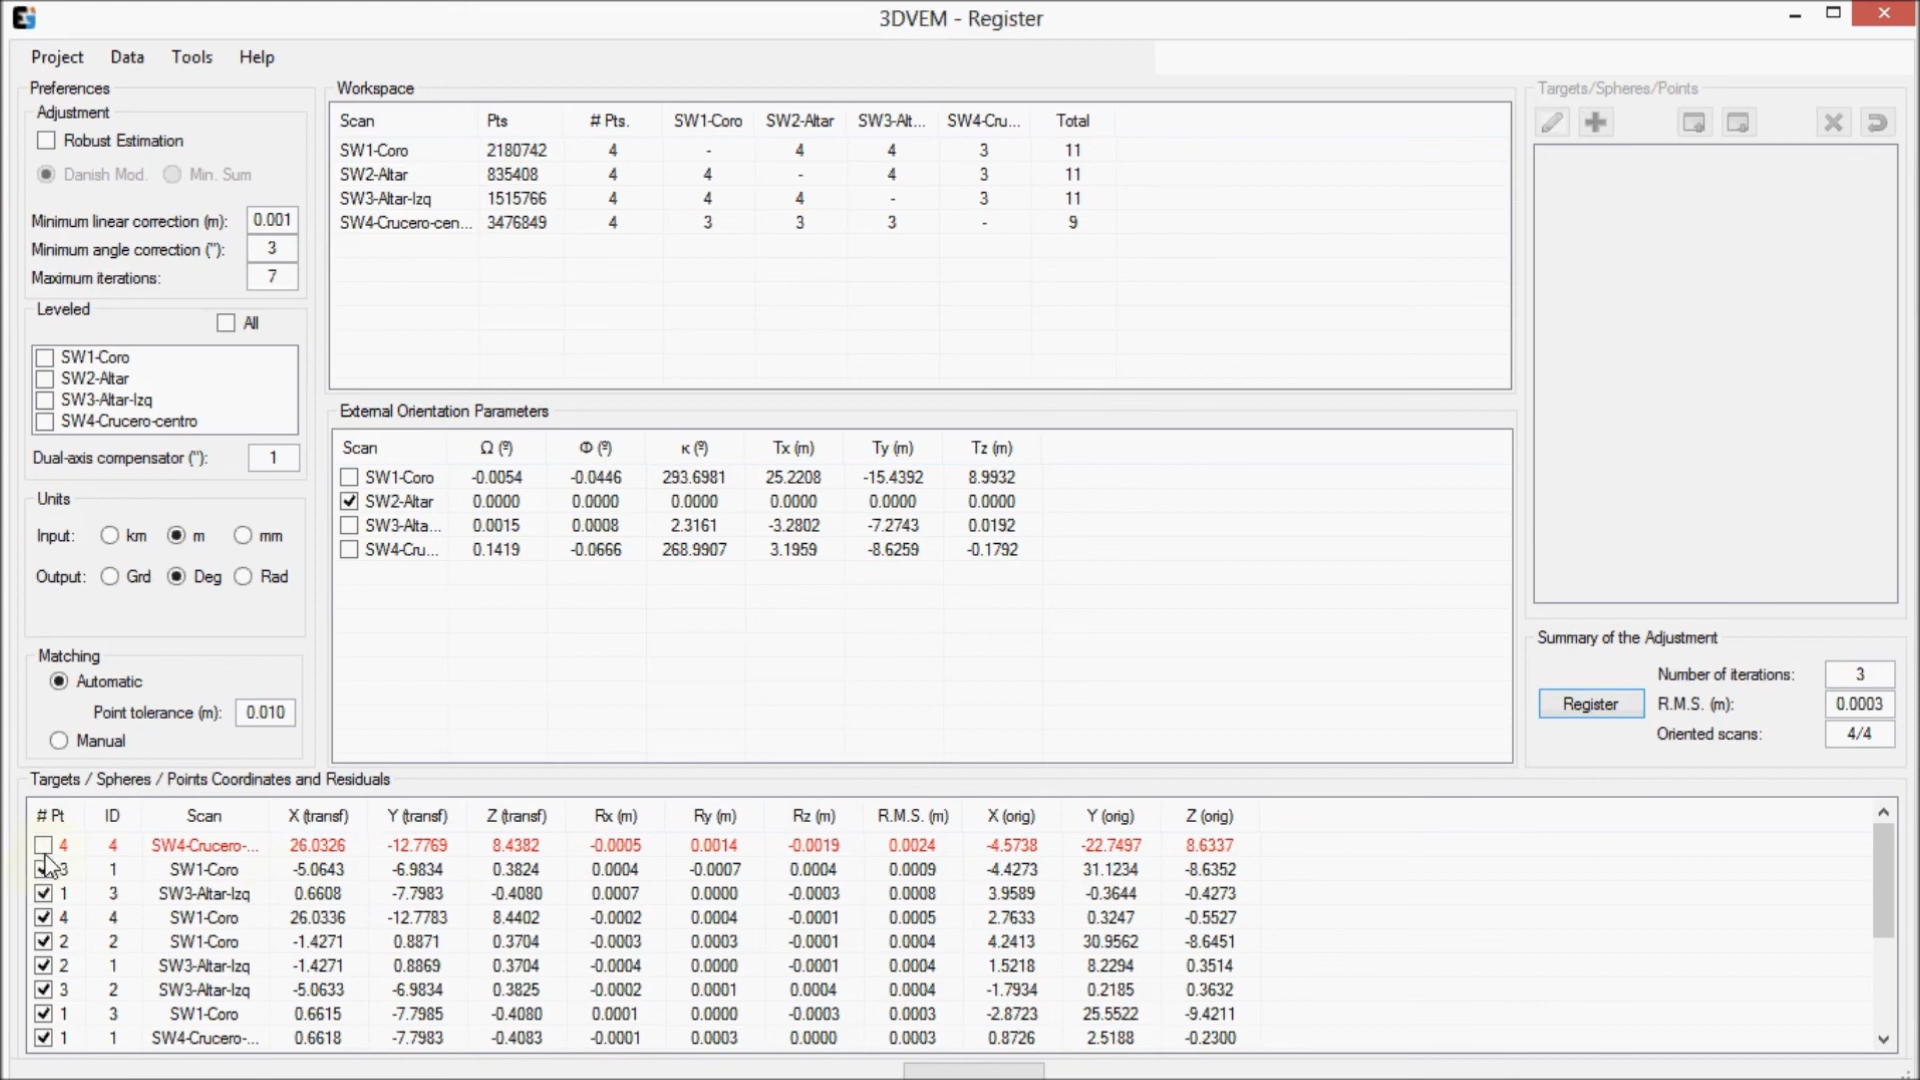 3DVEM - Register
Project Data Tools Help
Preferences
Adjustment
Robust Estimation
Danish Mod. Min. Sum
Minimum linear correction (m): 0.001
Minimum angle correction (''): 3
Maximum iterations: 7
Leveled
All
SW1-Coro
SW2-Altar
SW3-Altar-Izq
SW4-Crucero-centro
Dual-axis compensator (''): 1
Units
Input: km m mm
Output: Grd Deg Rad
Matching
Automatic
Point tolerance (m): 0.010
Manual
Workspace
Scan Pts # Pts. SW1-Coro SW2-Altar SW3-Alt... SW4-Cru... Total
SW1-Coro 2180742 4 - 4 4 3 11
SW2-Altar 835408 4 4 - 4 3 11
SW3-Altar-Izq 1515766 4 4 4 - 3 11
SW4-Crucero-cen... 3476849 4 3 3 3 - 9
External Orientation Parameters
Scan Ω (º) Φ (º) κ (º) Tx (m) Ty (m) Tz (m)
SW1-Coro -0.0054 -0.0446 293.6981 25.2208 -15.4392 8.9932
SW2-Altar 0.0000 0.0000 0.0000 0.0000 0.0000 0.0000
SW3-Alta... 0.0015 0.0008 2.3161 -3.2802 -7.2743 0.0192
SW4-Cru... 0.1419 -0.0666 268.9907 3.1959 -8.6259 -0.1792
Targets/Spheres/Points
Summary of the Adjustment
Number of iterations: 3
Register R.M.S. (m): 0.0003
Oriented scans: 4/4
Targets / Spheres / Points Coordinates and Residuals
# Pt ID Scan X (transf) Y (transf) Z (transf) Rx (m) Ry (m) Rz (m) R.M.S. (m) X (orig) Y (orig) Z (orig)
4 4 SW4-Crucero-... 26.0326 -12.7769 8.4382 -0.0005 0.0014 -0.0019 0.0024 -4.5738 -22.7497 8.6337
3 1 SW1-Coro -5.0643 -6.9834 0.3824 0.0004 -0.0007 0.0004 0.0009 -4.4273 31.1234 -8.6352
1 3 SW3-Altar-Izq 0.6608 -7.7983 -0.4080 0.0007 0.0000 -0.0003 0.0008 3.9589 -0.3644 -0.4273
4 4 SW1-Coro 26.0336 -12.7783 8.4402 -0.0002 0.0004 -0.0001 0.0005 2.7633 0.3247 -0.5527
2 2 SW1-Coro -1.4271 0.8871 0.3704 -0.0003 0.0003 -0.0001 0.0004 4.2413 30.9562 -8.6451
2 1 SW3-Altar-Izq -1.4271 0.8869 0.3704 -0.0004 0.0000 -0.0001 0.0004 1.5218 8.2294 0.3514
3 2 SW3-Altar-Izq -5.0633 -6.9834 0.3825 -0.0002 0.0001 0.0004 0.0004 -1.7934 0.2185 0.3632
1 3 SW1-Coro 0.6615 -7.7985 -0.4080 0.0001 0.0000 -0.0003 0.0003 -2.8723 25.5522 -9.4211
1 1 SW4-Crucero-... 0.6618 -7.7983 -0.4083 -0.0001 0.0003 0.0000 0.0003 0.8726 2.5188 -0.2300